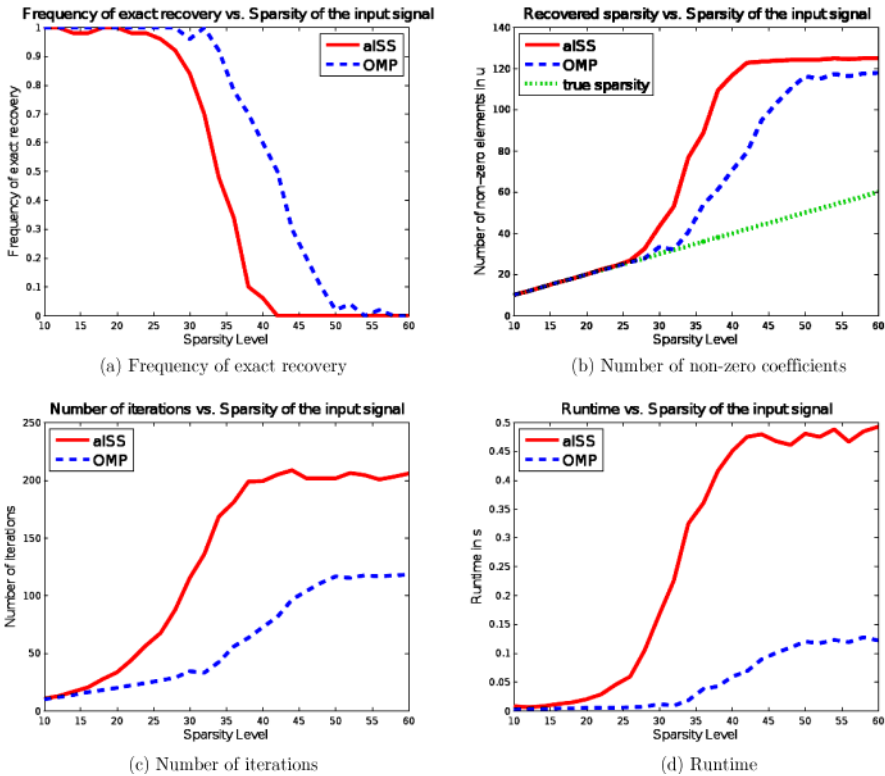 Frequency of exact recovery vs. Sparsity of the input signal
1
0.9
0.8
0.7
0.6
0.5
0.4
0.3
0.2
0.1
0
Frequency of exact recovery
aISS
OMP
10 15 20 25 30 35 40 45 50 55 60
Sparsity Level
(a) Frequency of exact recovery
Recovered sparsity vs. Sparsity of the input signal
140
120
100
80
60
40
20
0
Number of non-zero elements in u
aISS
OMP
true sparsity
10 15 20 25 30 35 40 45 50 55 60
Sparsity Level
(b) Number of non-zero coefficients
Number of iterations vs. Sparsity of the input signal
250
200
150
100
50
0
Number of iterations
aISS
OMP
10 15 20 25 30 35 40 45 50 55 60
Sparsity Level
(c) Number of iterations
Runtime vs. Sparsity of the input signal
0.5
0.45
0.4
0.35
0.3
0.25
0.2
0.15
0.1
0.05
0
Runtime in s
aISS
OMP
10 15 20 25 30 35 40 45 50 55 60
Sparsity Level
(d) Runtime